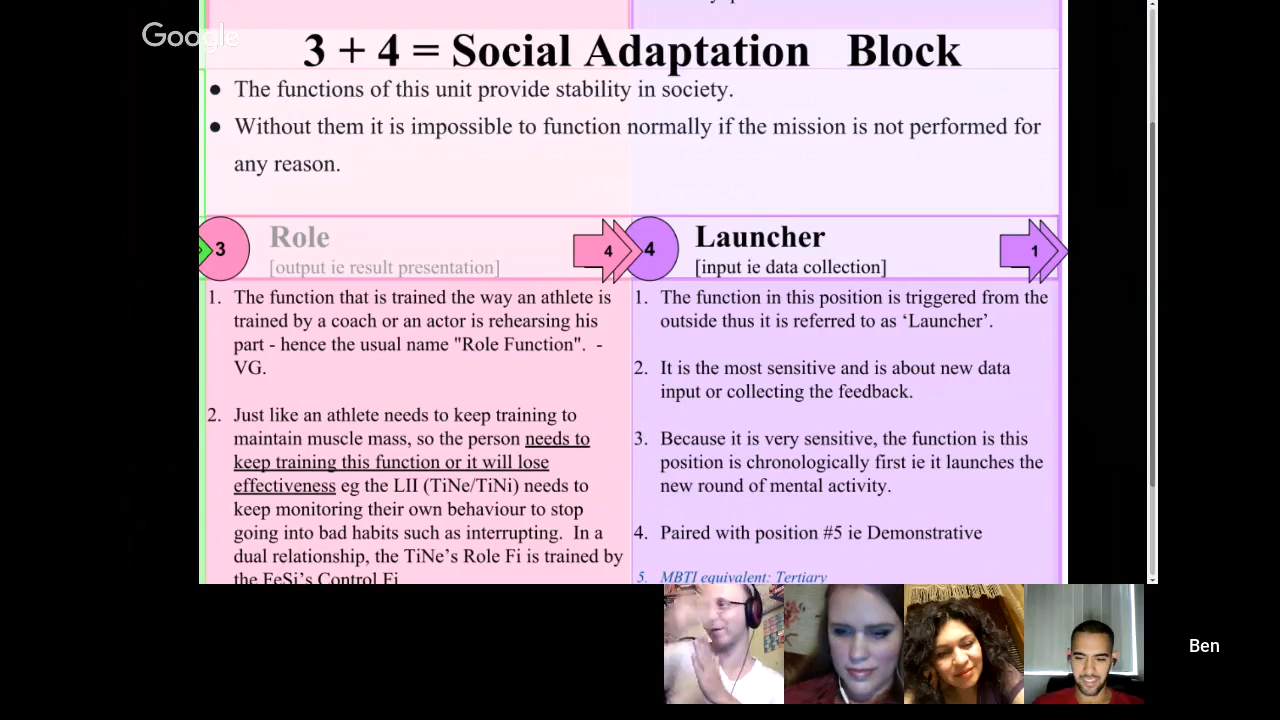 Google
3 + 4 = Social Adaptation Block
● The functions of this unit provide stability in society.
● Without them it is impossible to function normally if the mission is not performed for
any reason.
3
Role
[output ie result presentation]
4
1. The function that is trained the way an athlete is
trained by a coach or an actor is rehearsing his
part - hence the usual name "Role Function". -
VG.
2. Just like an athlete needs to keep training to
maintain muscle mass, so the person needs to
keep training this function or it will lose
effectiveness eg the LII (TiNe/TiNi) needs to
keep monitoring their own behaviour to stop
going into bad habits such as interrupting. In a
dual relationship, the TiNe's Role Fi is trained by
the FeSi's Control Fi
4
Launcher
[input ie data collection]
1
1. The function in this position is triggered from the
outside thus it is referred to as ‘Launcher’.
2. It is the most sensitive and is about new data
input or collecting the feedback.
3. Because it is very sensitive, the function is this
position is chronologically first ie it launches the
new round of mental activity.
4. Paired with position #5 ie Demonstrative
5. MBTI equivalent: Tertiary
Ben